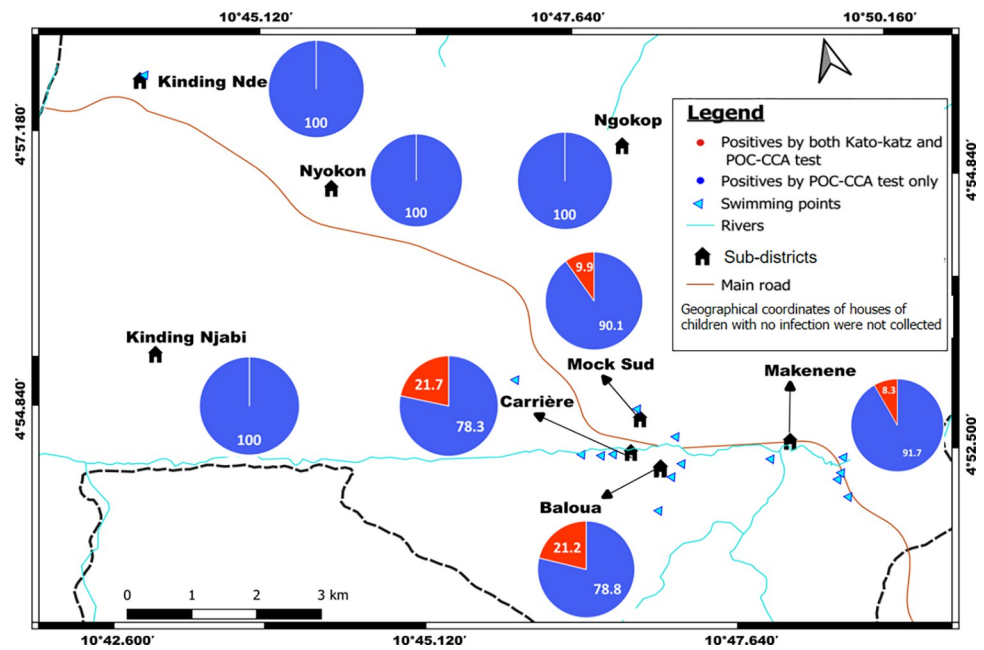 10°45.120′ 10°47.640′ 10°50.160′
4°57.180′
4°54.840′
4°54.840′
4°52.500′
Kinding Nde
100
Nyokon
100
Ngokop
100
Legend
Positives by both Kato-katz and
POC-CCA test
Positives by POC-CCA test only
Swimming points
Rivers
Sub-districts
Main road
Geographical coordinates of houses of
children with no infection were not collected
9.9
90.1
Mock Sud
Kinding Njabi
100
21.7
78.3
Carrière
Makenene
8.3
91.7
Baloua
21.2
78.8
0 1 2 3 km
10°42.600′ 10°45.120′ 10°47.640′